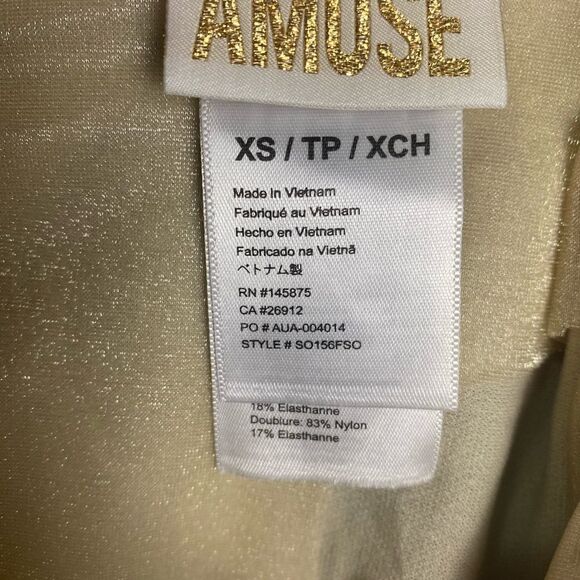 AMUSE
XS / TP / XCH
Made in Vietnam
Fabriqué au Vietnam
Hecho en Vietnam
Fabricado na Vietnã
ベトナム製
RN #145875
CA #26912
PO # AUA-004014
STYLE # SO156FSO
18% Elasthanne
Doublure: 83% Nylon
17% Elasthanne